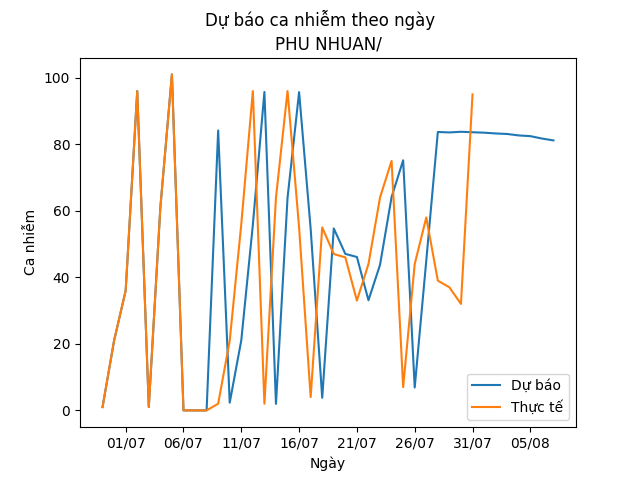 Dự báo ca nhiễm theo ngày
PHU NHUAN/
Ca nhiễm
100
80
60
40
20
0
01/07 06/07 11/07 16/07 21/07 26/07 31/07 05/08
Ngày
Dự báo
Thực tế